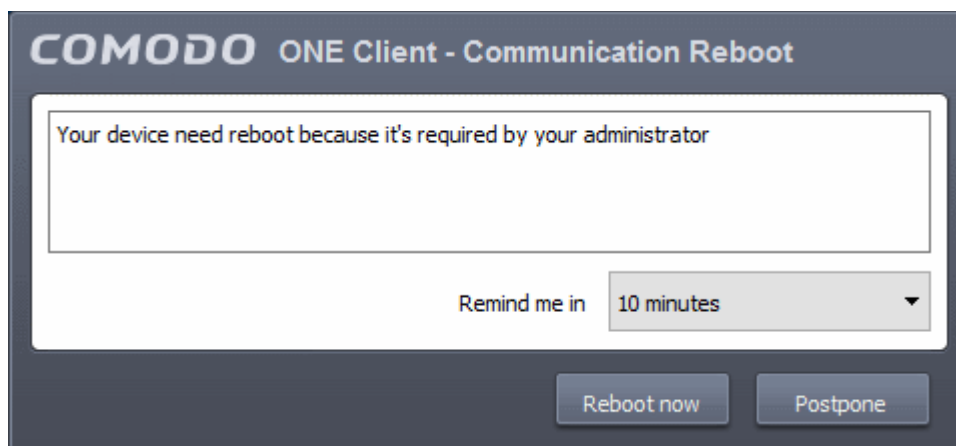 COMODO ONE Client - Communication Reboot
Your device need reboot because it's required by your administrator
Remind me in 10 minutes
Reboot now Postpone